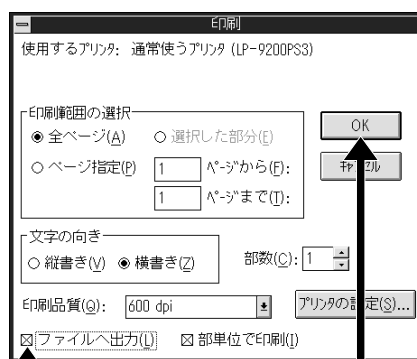 印刷
使用するプリンタ: 通常使うプリンタ (LP-9200PS3)
印刷範囲の選択
全ページ(A) 選択した部分(E)
ページ指定(P) 1 ページから(F):
1 ページまで(T):
OK
文字の向き
縦書き(V) 横書き(Z)
部数(C): 1
印刷品質(Q): 600 dpi
プリンタの設定(S)...
ファイルへ出力(L) 部単位で印刷(I)